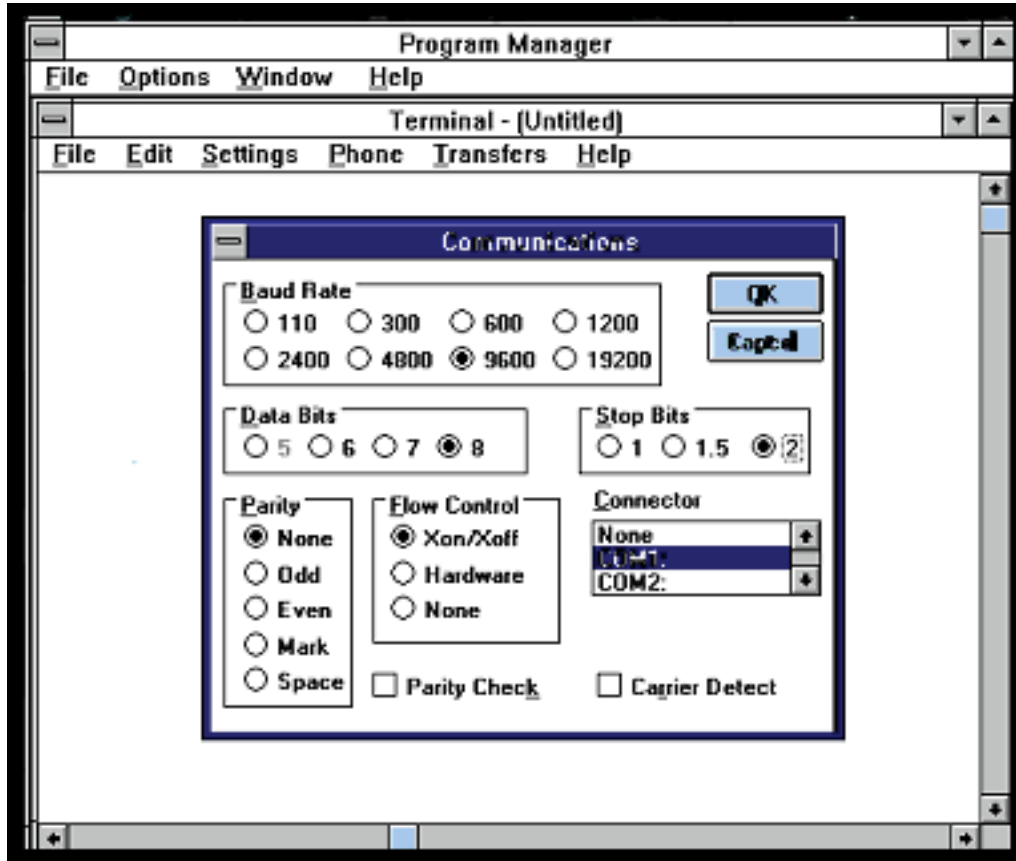 Program Manager
File Options Window Help
Terminal - (Untitled)
File Edit Settings Phone Transfers Help
Communications
Baud Rate
110 300 600 1200
2400 4800 9600 19200
OK
Cancel
Data Bits
5 6 7 8
Stop Bits
1 1.5 2
Parity
None
Odd
Even
Mark
Space
Flow Control
Xon/Xoff
Hardware
None
Connector
None
COM1:
COM2:
Parity Check
Carrier Detect